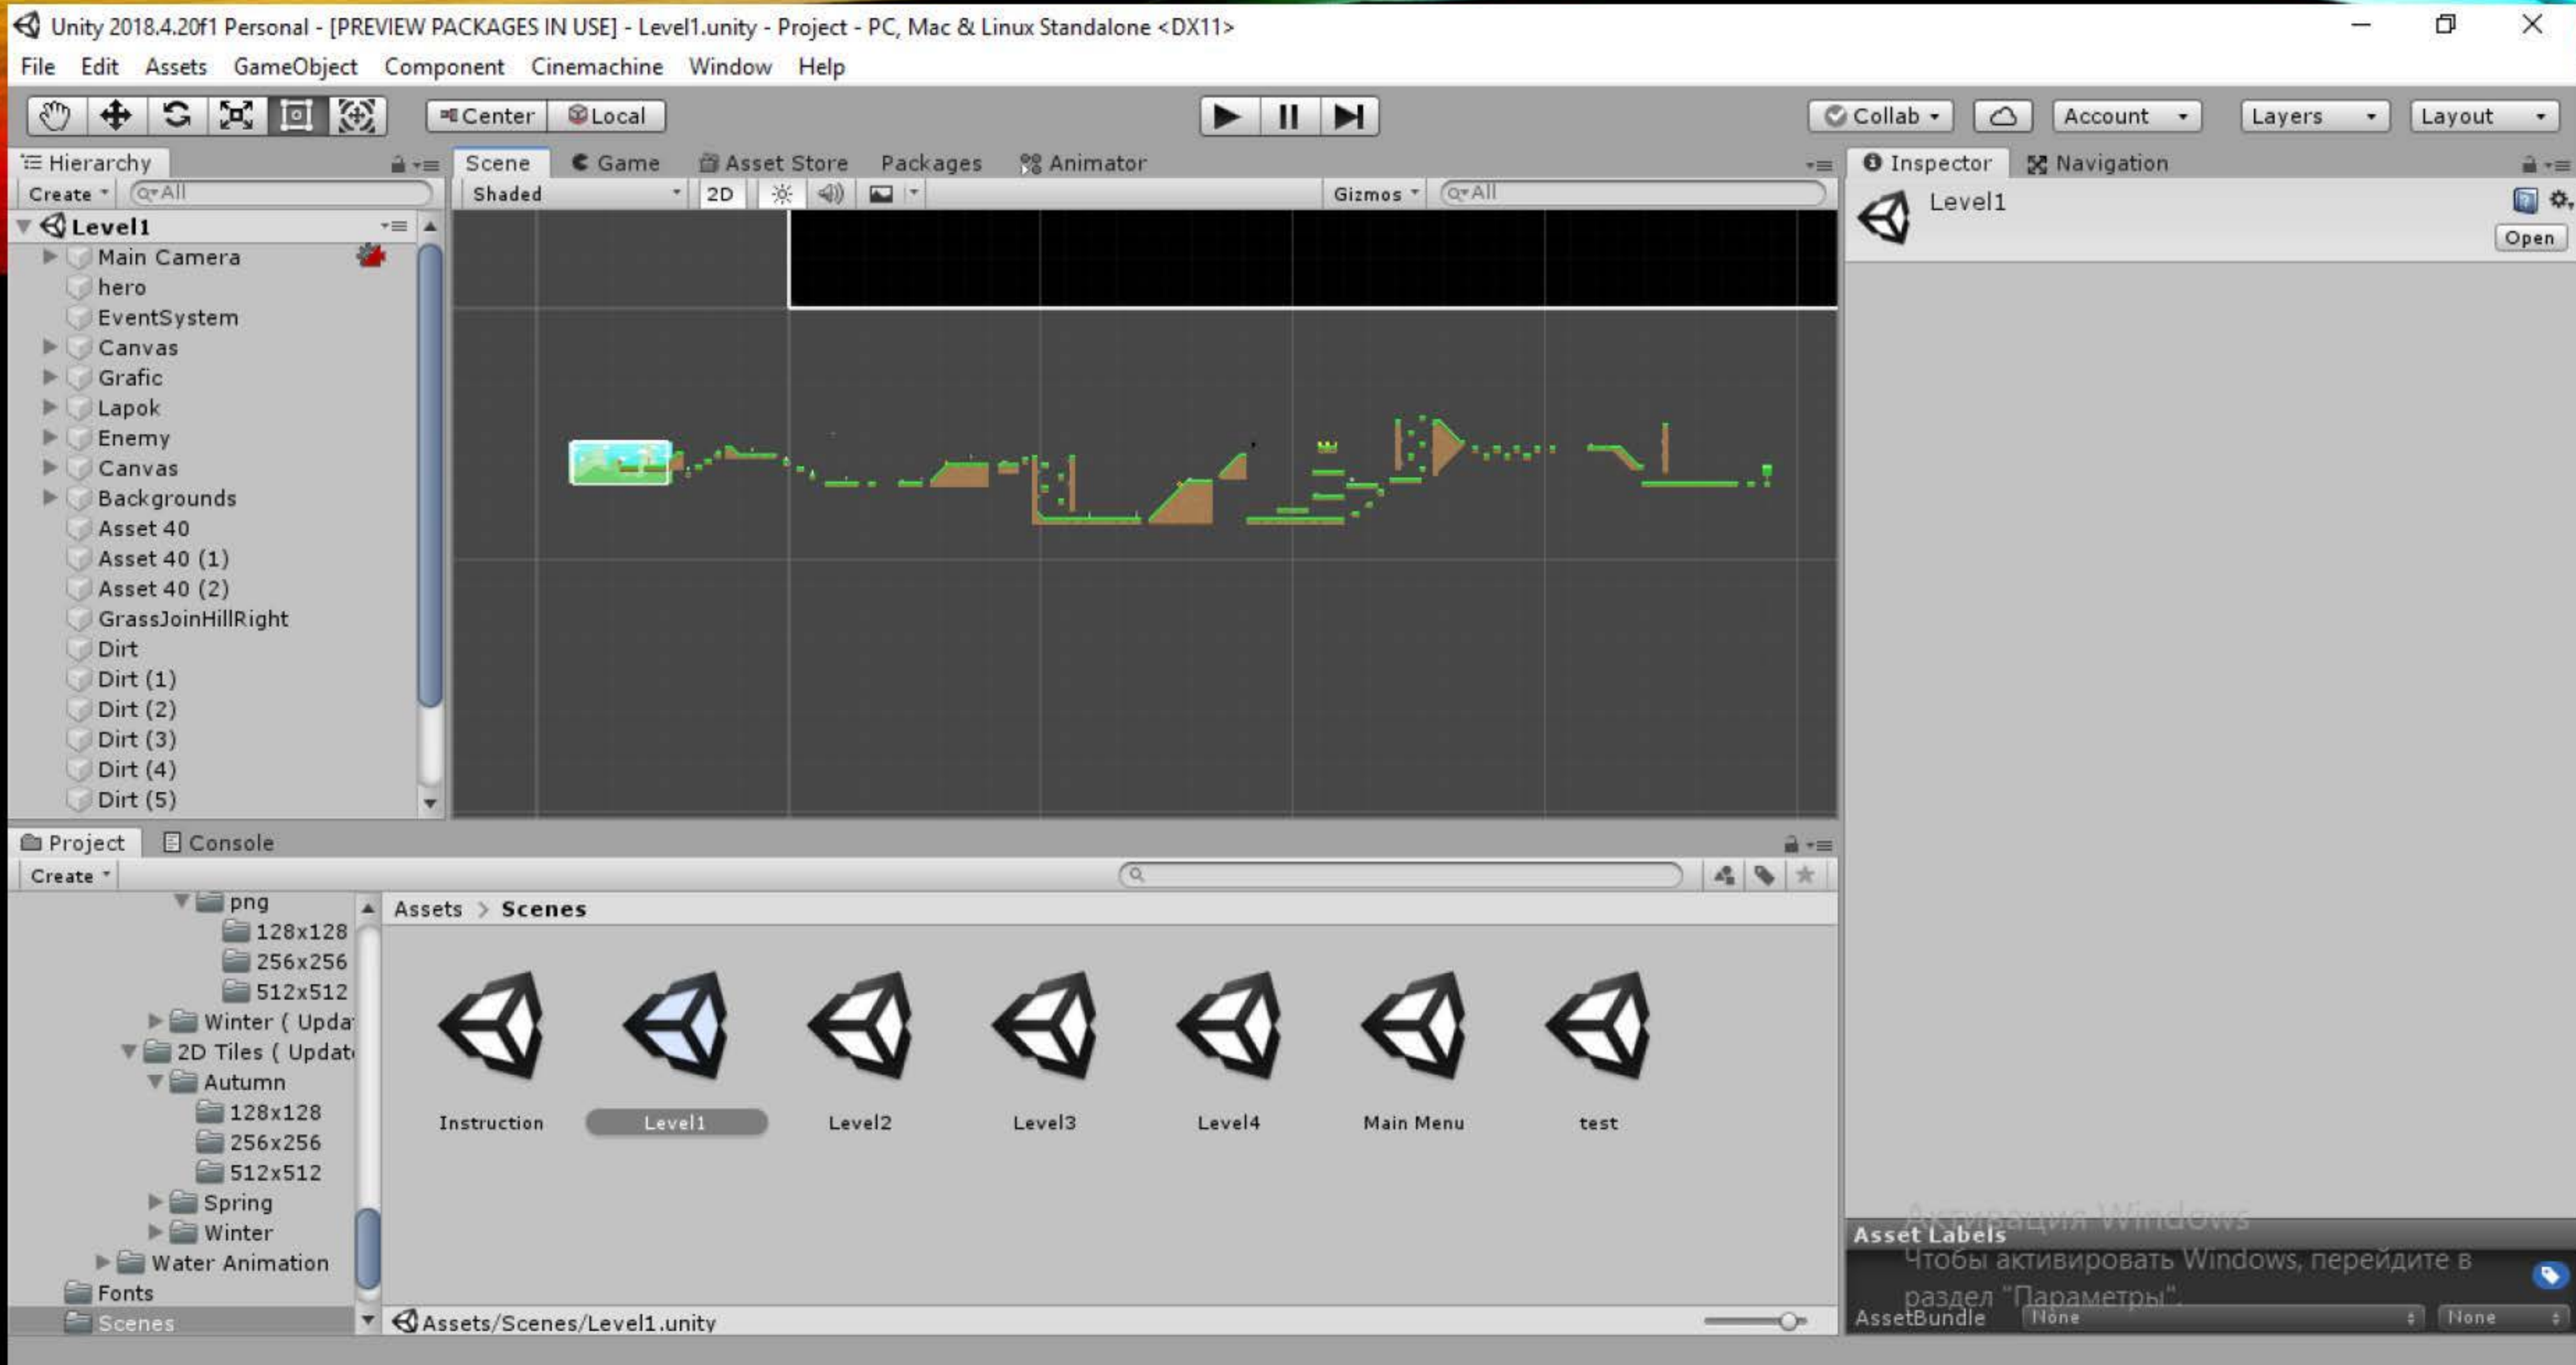 Unity 2018.4.20f1 Personal - [PREVIEW PACKAGES IN USE] - Level1.unity - Project - PC, Mac & Linux Standalone <DX11>
File Edit Assets GameObject Component Cinemachine Window Help
Center Local Collab Account Layers Layout
Hierarchy Scene Game Asset Store Packages Animator Inspector Navigation
Create All Shaded 2D Gizmos All
Level1
Open
Level1
Main Camera
hero
EventSystem
Canvas
Grafic
Lapok
Enemy
Canvas
Backgrounds
Asset 40
Asset 40 (1)
Asset 40 (2)
GrassJoinHillRight
Dirt
Dirt (1)
Dirt (2)
Dirt (3)
Dirt (4)
Dirt (5)
Project Console
Create
png
128x128
256x256
512x512
Winter ( Upda
2D Tiles ( Updat
Autumn
128x128
256x256
512x512
Spring
Winter
Water Animation
Fonts
Scenes
Assets > Scenes
Instruction Level1 Level2 Level3 Level4 Main Menu test
Assets/Scenes/Level1.unity
Активация Windows
Asset Labels
Чтобы активировать Windows, перейдите в
раздел "Параметры".
AssetBundle None None